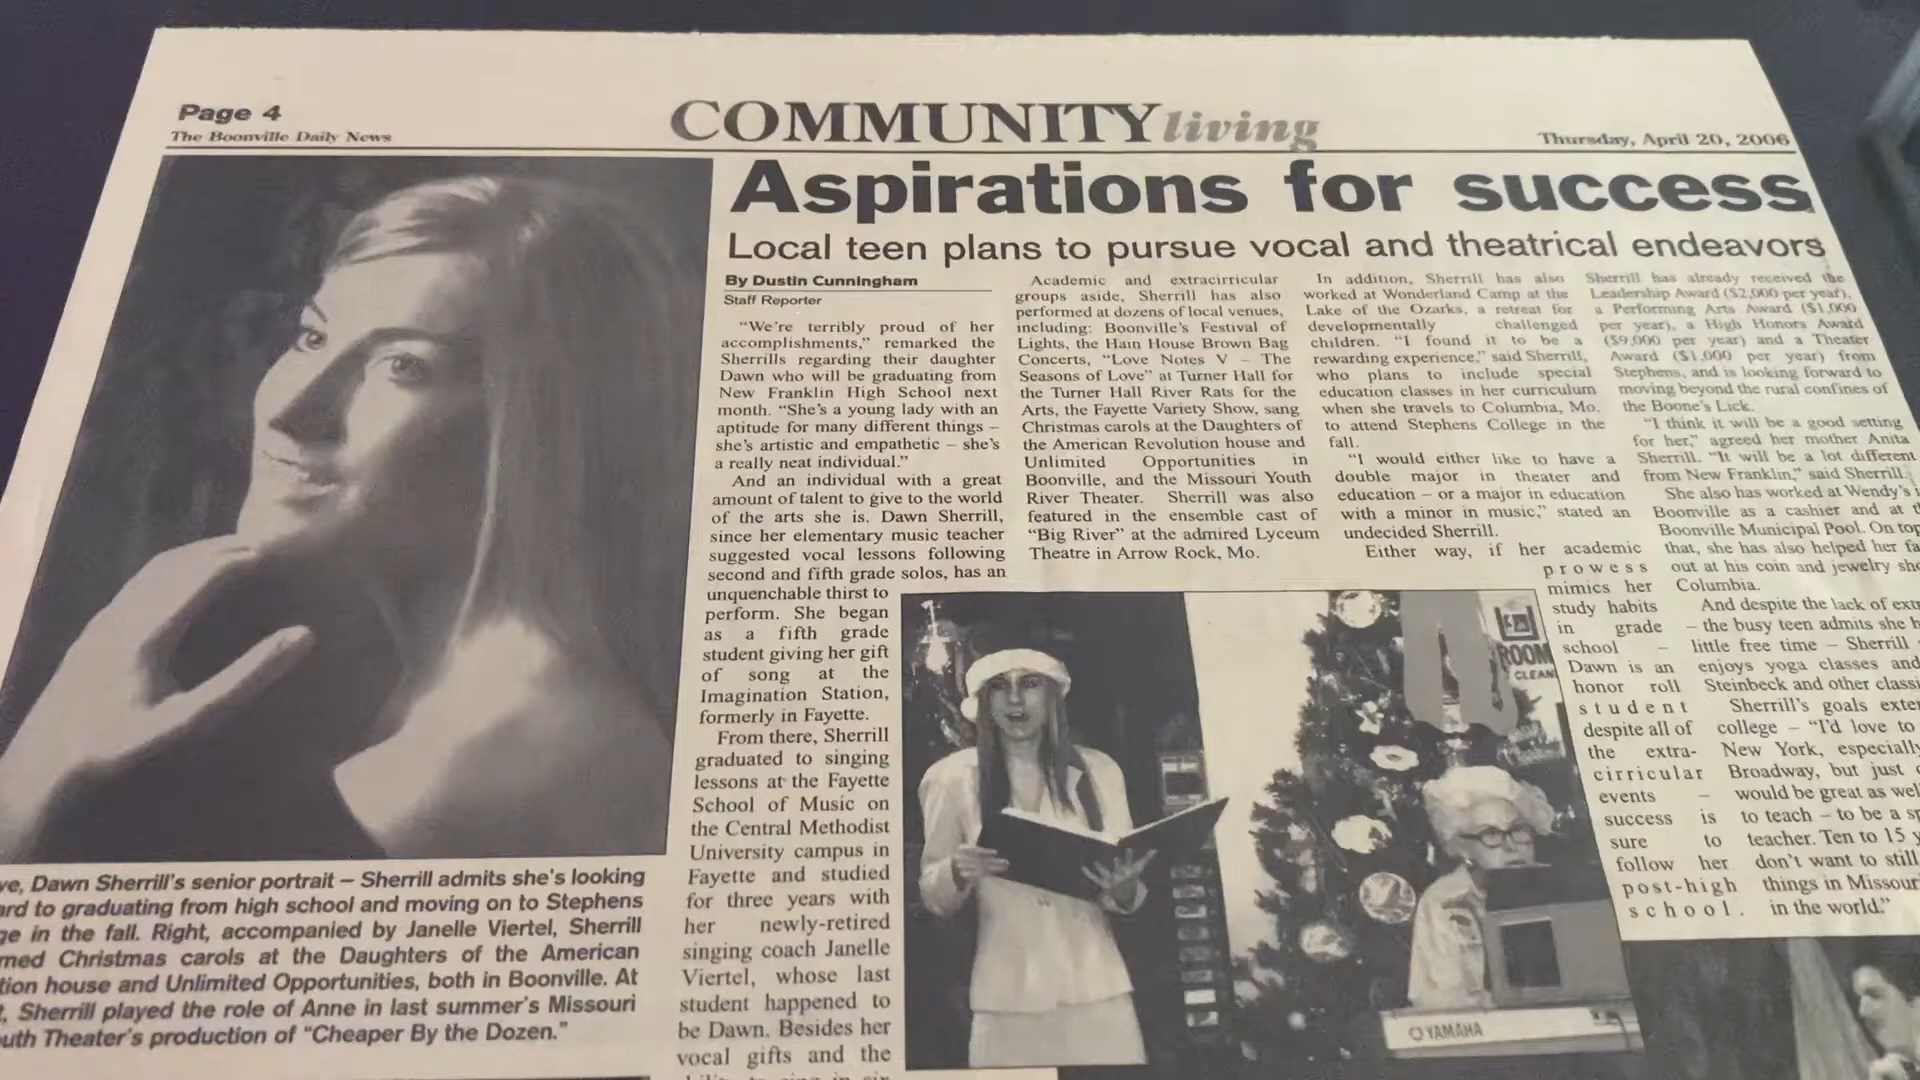 Page 4
The Boonville Daily News
COMMUNITY living
Thursday, April 20, 2006
Aspirations for success
Local teen plans to pursue vocal and theatrical endeavors
By Dustin Cunningham
Staff Reporter
“We’re terribly proud of her
accomplishments,” remarked the
Sherrills regarding their daughter
Dawn who will be graduating from
New Franklin High School next
month. “She’s a young lady with an
aptitude for many different things –
she’s artistic and empathetic – she’s
a really neat individual.”
And an individual with a great
amount of talent to give to the world
of the arts she is. Dawn Sherrill,
since her elementary music teacher
suggested vocal lessons following
second and fifth grade solos, has an
unquenchable thirst to
perform. She began
as a fifth grade
student giving her gift
of song at the
Imagination Station,
formerly in Fayette.
From there, Sherrill
graduated to singing
lessons at the Fayette
School of Music on
the Central Methodist
University campus in
Fayette and studied
for three years with
her newly-retired
singing coach Janelle
Viertel, whose last
student happened to
be Dawn. Besides her
vocal gifts and the
Academic and extracirricular
groups aside, Sherrill has also
performed at dozens of local venues,
including: Boonville’s Festival of
Lights, the Hain House Brown Bag
Concerts, “Love Notes V – The
Seasons of Love” at Turner Hall for
the Turner Hall River Rats for the
Arts, the Fayette Variety Show, sang
Christmas carols at the Daughters of
the American Revolution house and
Unlimited Opportunities in
Boonville, and the Missouri Youth
River Theater. Sherrill was also
featured in the ensemble cast of
“Big River” at the admired Lyceum
Theatre in Arrow Rock, Mo.
In addition, Sherrill has also
worked at Wonderland Camp at the
Lake of the Ozarks, a retreat for
developmentally challenged
children. “I found it to be a
rewarding experience,” said Sherrill,
who plans to include special
education classes in her curriculum
when she travels to Columbia, Mo.
to attend Stephens College in the
fall.
“I would either like to have a
double major in theater and
education – or a major in education
with a minor in music,” stated an
undecided Sherrill.
Either way, if her academic
prowess
mimics her
study habits
in grade
school –
Dawn is an
honor roll
student
despite all of
the extra-
cirricular
events –
success is
sure to
follow her
post-high
school.
Sherrill has already received the
Leadership Award ($2,000 per year),
a Performing Arts Award ($1,000
per year), a High Honors Award
($9,000 per year) and a Theater
Award ($1,000 per year) from
Stephens, and is looking forward to
moving beyond the rural confines of
the Boone’s Lick.
“I think it will be a good setting
for her,” agreed her mother Anita
Sherrill. “It will be a lot different
from New Franklin,” said Sherrill.
She also has worked at Wendy’s
Boonville as a cashier and at
Boonville Municipal Pool. On top
that, she has also helped her
out at his coin and jewelry
Columbia.
And despite the lack of
– the busy teen admits she
little free time – Sherrill
enjoys yoga classes and
Steinbeck and other
Sherrill’s goals
college – “I’d love to
New York, especially
Broadway, but just
would be great as
to teach – to be a
teacher. Ten to 15
don’t want to still
things in
in the world.”
ROOM
CLEAN
YAMAHA
Dawn Sherrill’s senior portrait – Sherrill admits she’s looking
to graduating from high school and moving on to Stephens
in the fall. Right, accompanied by Janelle Viertel, Sherrill
Christmas carols at the Daughters of the American
house and Unlimited Opportunities, both in Boonville. At
Sherrill played the role of Anne in last summer’s Missouri
Theater’s production of “Cheaper By the Dozen.”